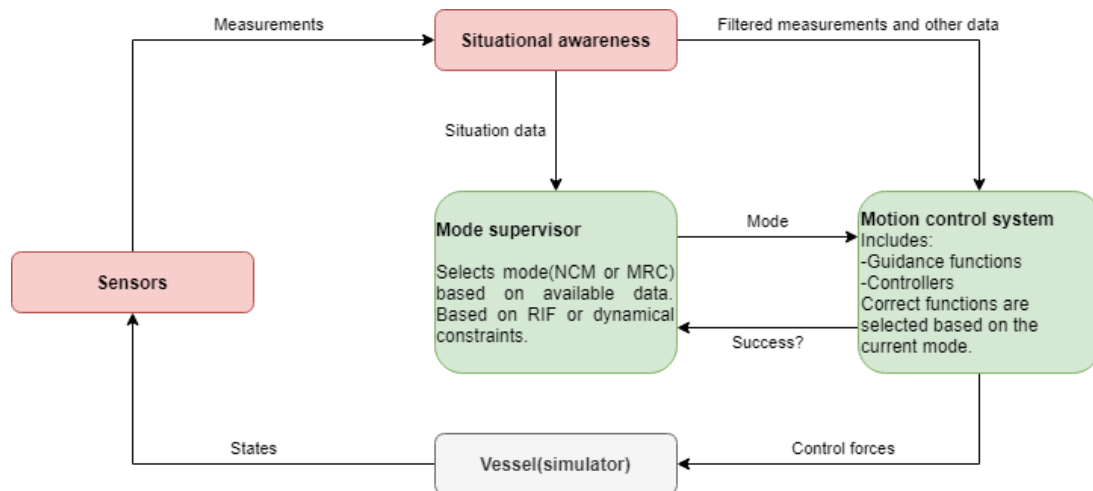 Measurements
Situational awareness
Filtered measurements and other data
Situation data
Mode supervisor
Selects mode(NCM or MRC)
based on available data.
Based on RIF or dynamical
constraints.
Mode
Motion control system
Includes:
-Guidance functions
-Controllers
Correct functions are
selected based on the
current mode.
Sensors
Success?
States
Vessel(simulator)
Control forces